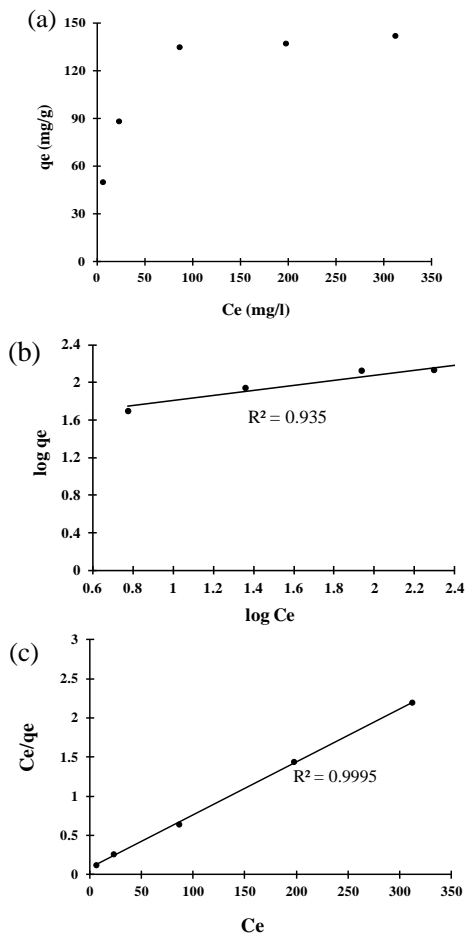 (a)
150
120
90
60
30
0
qe (mg/g)
0 50 100 150 200 250 300 350
Ce (mg/l)
(b)
2.4
2
1.6
1.2
0.8
0.4
0
log qe
R² = 0.935
0.6 0.8 1 1.2 1.4 1.6 1.8 2 2.2 2.4
log Ce
(c)
3
2.5
2
1.5
1
0.5
0
Ce/qe
R² = 0.9995
0 50 100 150 200 250 300 350
Ce